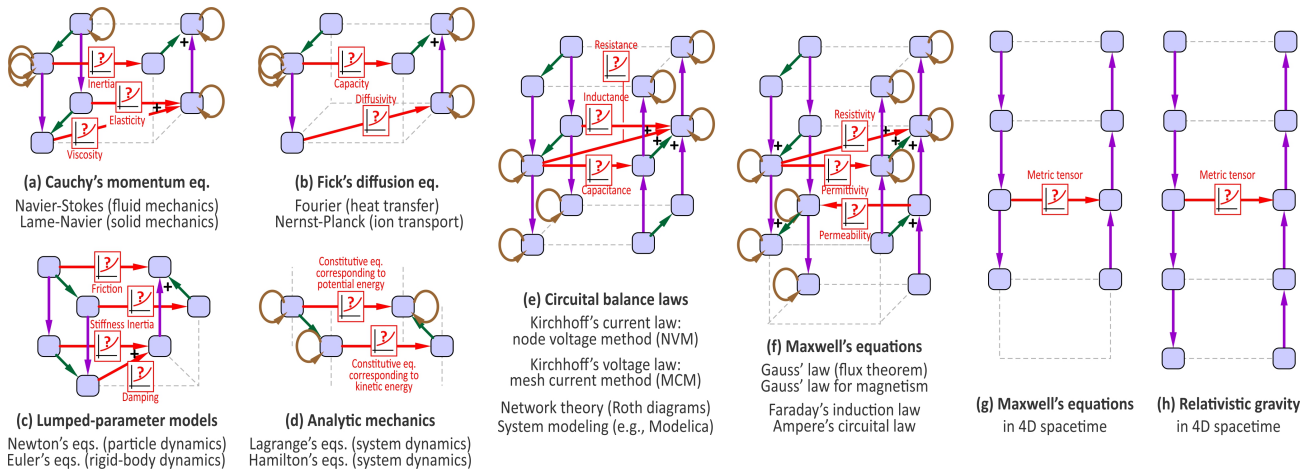 Inertia
+
Elasticity
Viscosity
(a) Cauchy's momentum eq.
Navier-Stokes (fluid mechanics)
Lame-Navier (solid mechanics)
Capacity
Diffusivity
+
(b) Fick's diffusion eq.
Fourier (heat transfer)
Nernst-Planck (ion transport)
Friction
+
Stiffness Inertia
+
Damping
(c) Lumped-parameter models
Newton's eqs. (particle dynamics)
Euler's eqs. (rigid-body dynamics)
Constitutive eq.
corresponding to
potential energy
Constitutive eq.
corresponding to
kinetic energy
(d) Analytic mechanics
Lagrange's eqs. (system dynamics)
Hamilton's eqs. (system dynamics)
Resistance
Inductance
+
+
+
Capacitance
(e) Circuital balance laws
Kirchhoff's current law:
node voltage method (NVM)
Kirchhoff's voltage law:
mesh current method (MCM)
Network theory (Roth diagrams)
System modeling (e.g., Modelica)
Resistivity
+
+
+
+
Permittivity
+
+
Permeability
(f) Maxwell's equations
Gauss' law (flux theorem)
Gauss' law for magnetism
Faraday's induction law
Ampere's circuital law
Metric tensor
(g) Maxwell's equations
in 4D spacetime
Metric tensor
(h) Relativistic gravity
in 4D spacetime